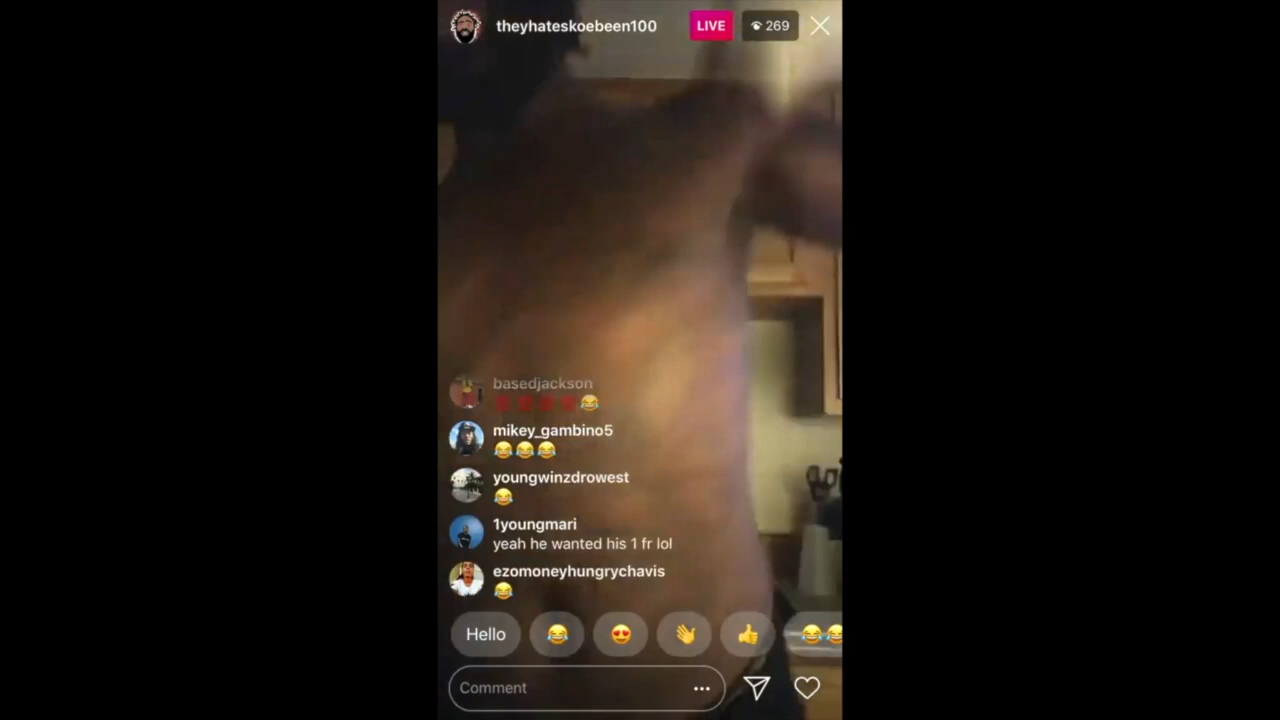 theyhateskoebeen100
LIVE
269
basedjackson
mikey_gambino5
youngwinzdrowest
1youngmari
yeah he wanted his 1 fr lol
ezomoneyhungrychavis
Hello
Comment